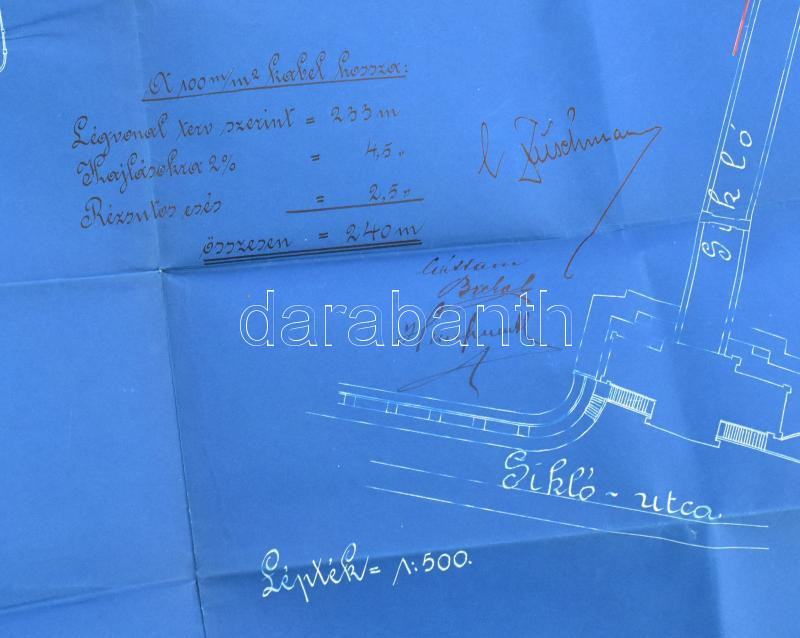 A 100 m/m² kabel hossza:
Légvonal terv szerint = 233 m
Hajlásokra 2% = 4,5 „
Rézsutos esés = 2,5 „
összesen = 240 m
Sikló
darabanth
Sikló - utca.
Lépték = 1:500.